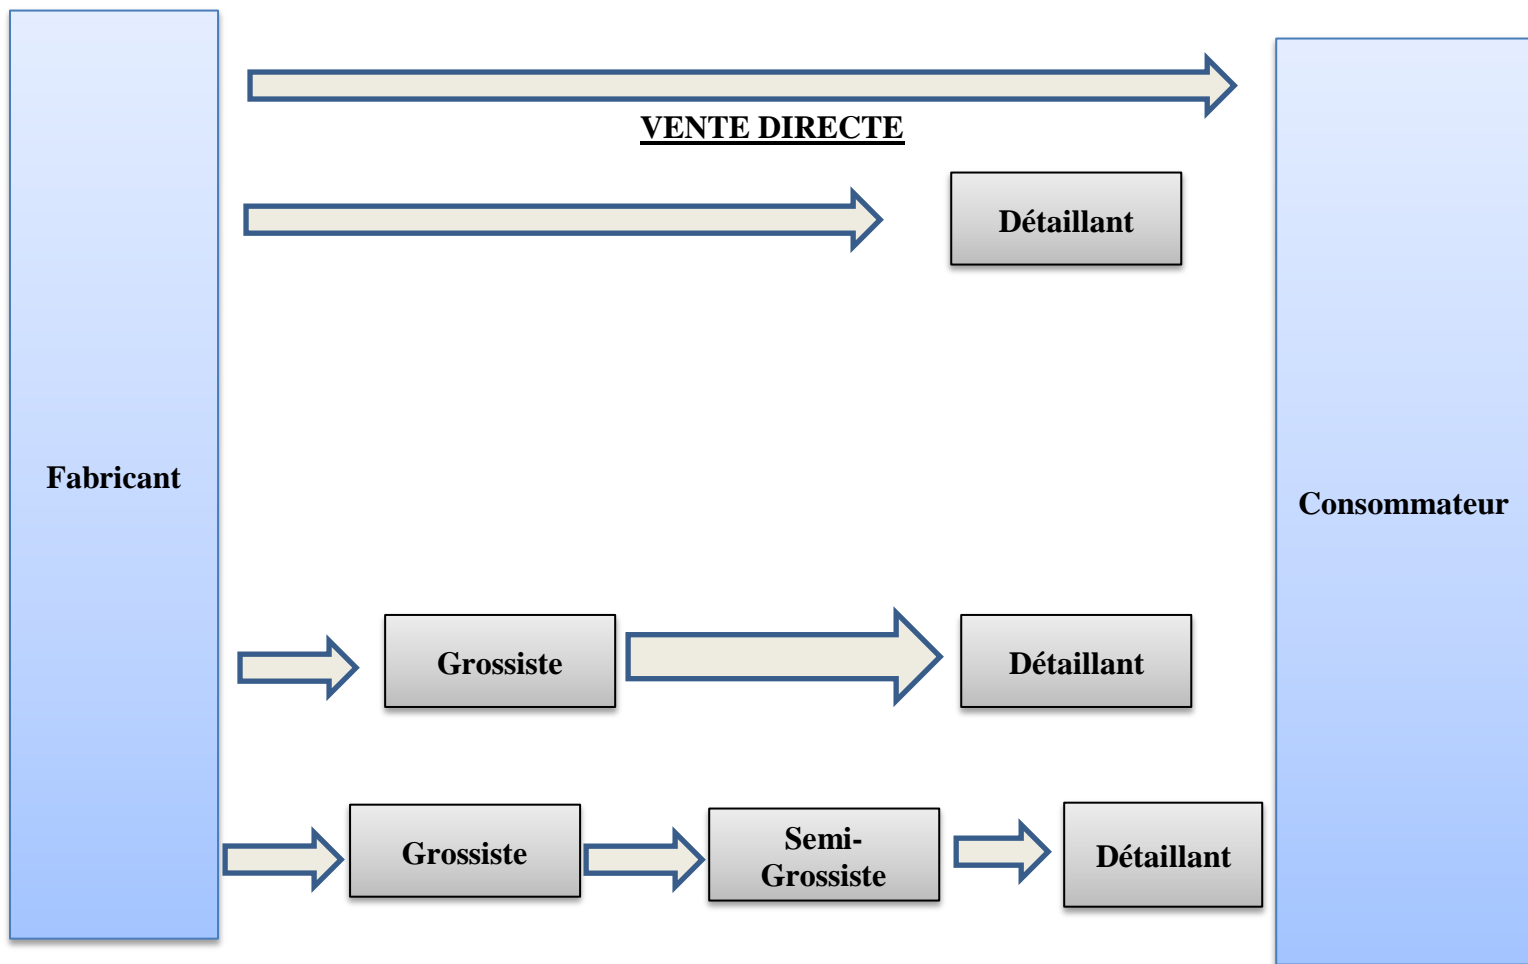 VENTE DIRECTE
Détaillant
Fabricant
Consommateur
Grossiste
Détaillant
Grossiste
Semi-
Grossiste
Détaillant